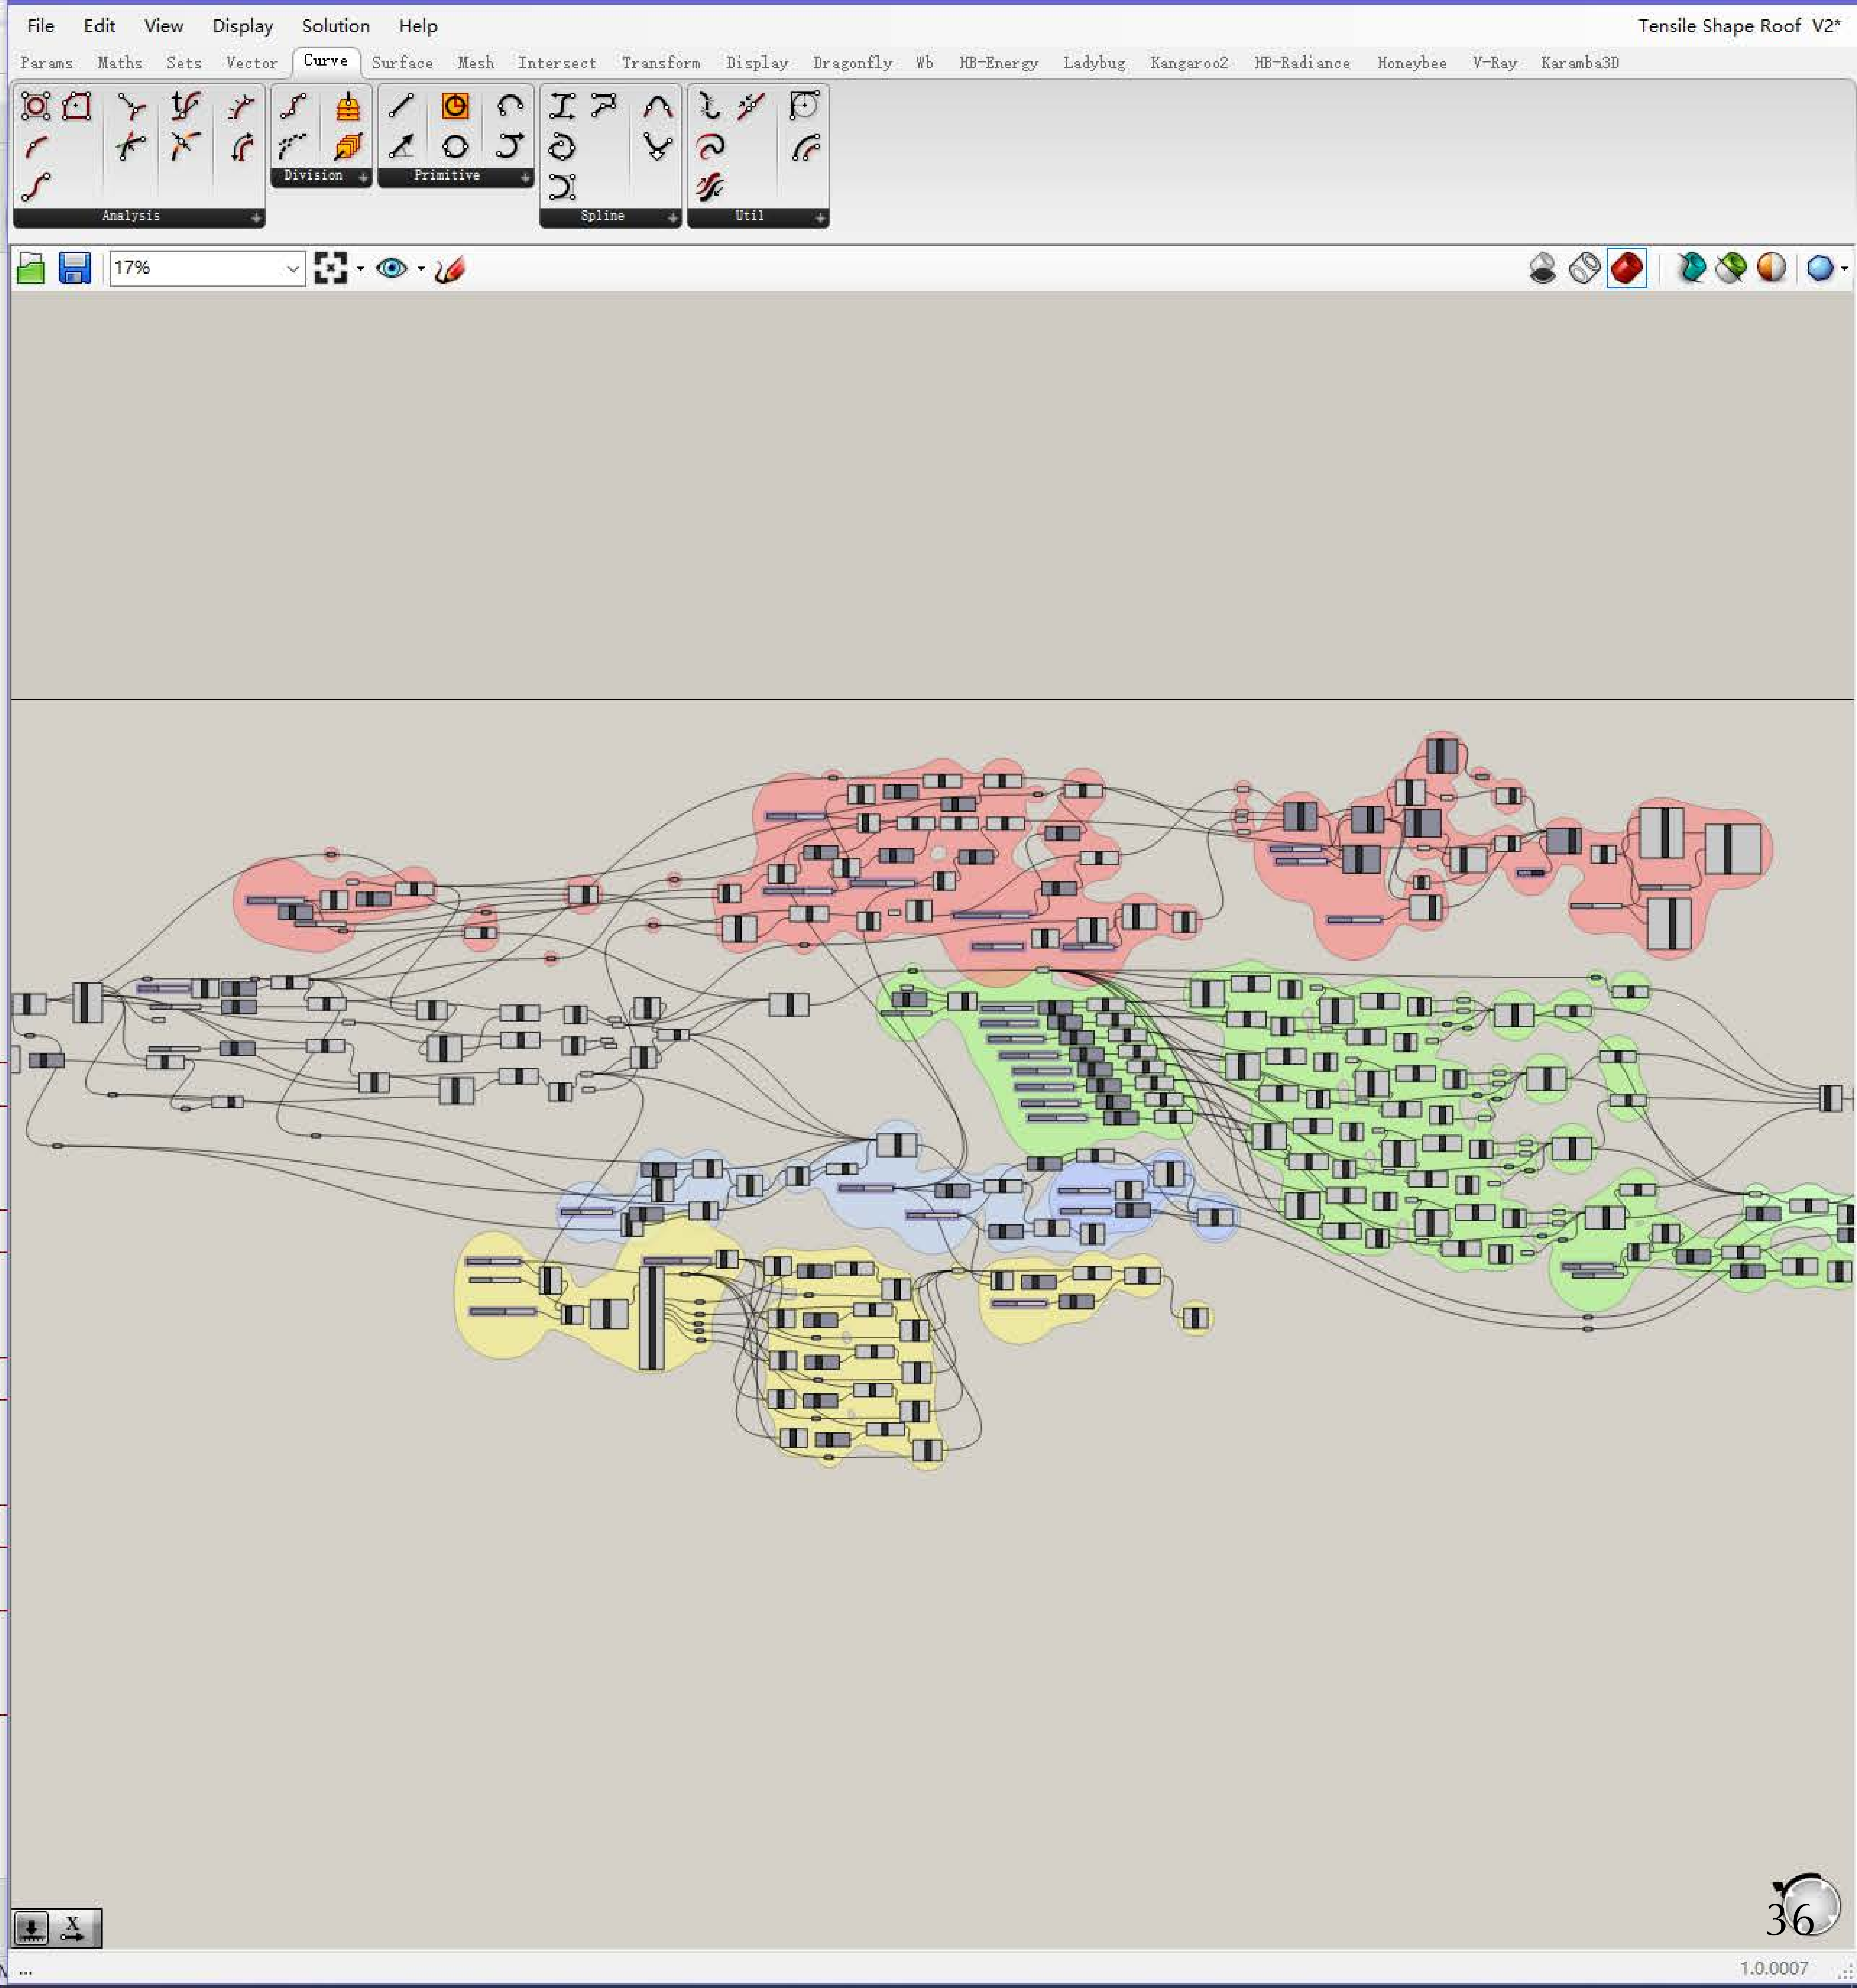 File Edit View Display Solution Help Tensile Shape Roof V2*
Params Maths Sets Vector Curve Surface Mesh Intersect Transform Display Dragonfly Wb HB-Energy Ladybug Kangaroo2 HB-Radiance Honeybee V-Ray Karamba3D
Division Primitive
Analysis Spline Util
17%
X
36
... 1.0.0007